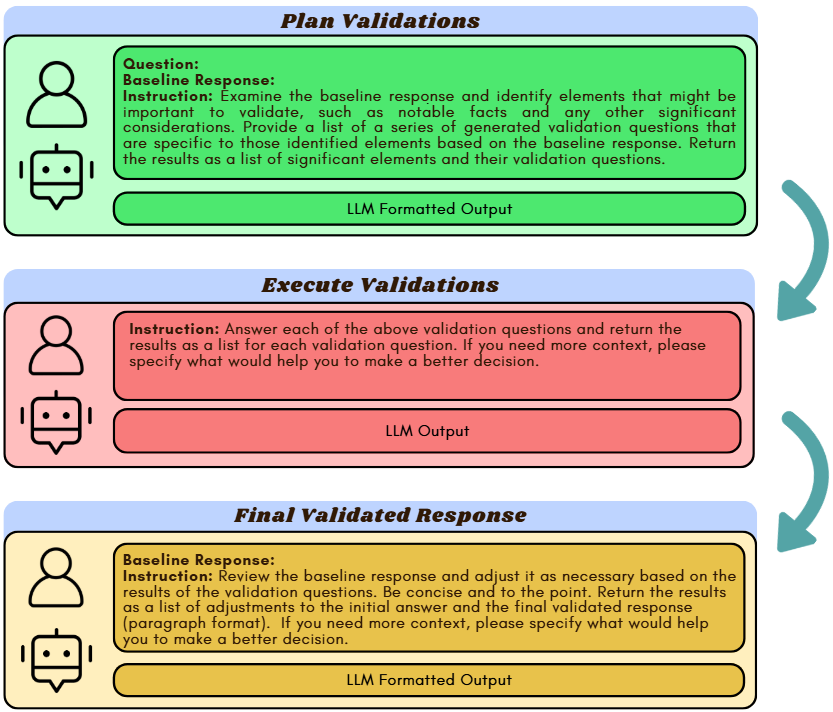 Plan Validations
Question:
Baseline Response:
Instruction: Examine the baseline response and identify elements that might be
important to validate, such as notable facts and any other significant
considerations. Provide a list of a series of generated validation questions that
are specific to those identified elements based on the baseline response. Return
the results as a list of significant elements and their validation questions.
LLM Formatted Output
Execute Validations
Instruction: Answer each of the above validation questions and return the
results as a list for each validation question. If you need more context, please
specify what would help you to make a better decision.
LLM Output
Final Validated Response
Baseline Response:
Instruction: Review the baseline response and adjust it as necessary based on the
results of the validation questions. Be concise and to the point. Return the results
as a list of adjustments to the initial answer and the final validated response
(paragraph format). If you need more context, please specify what would help
you to make a better decision.
LLM Formatted Output